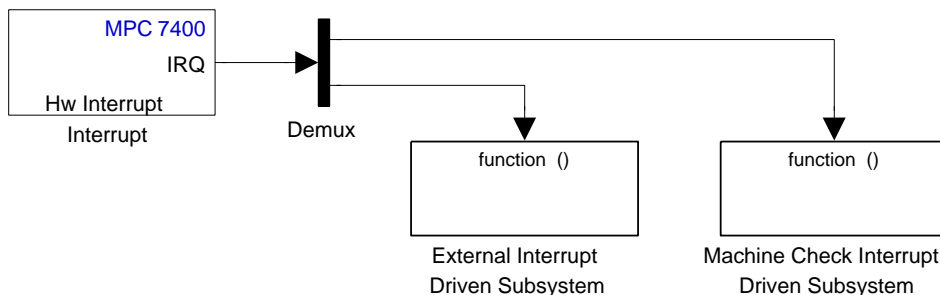 MPC 7400
IRQ
Hw Interrupt
Interrupt
Demux
function ()
External Interrupt
Driven Subsystem
function ()
Machine Check Interrupt
Driven Subsystem